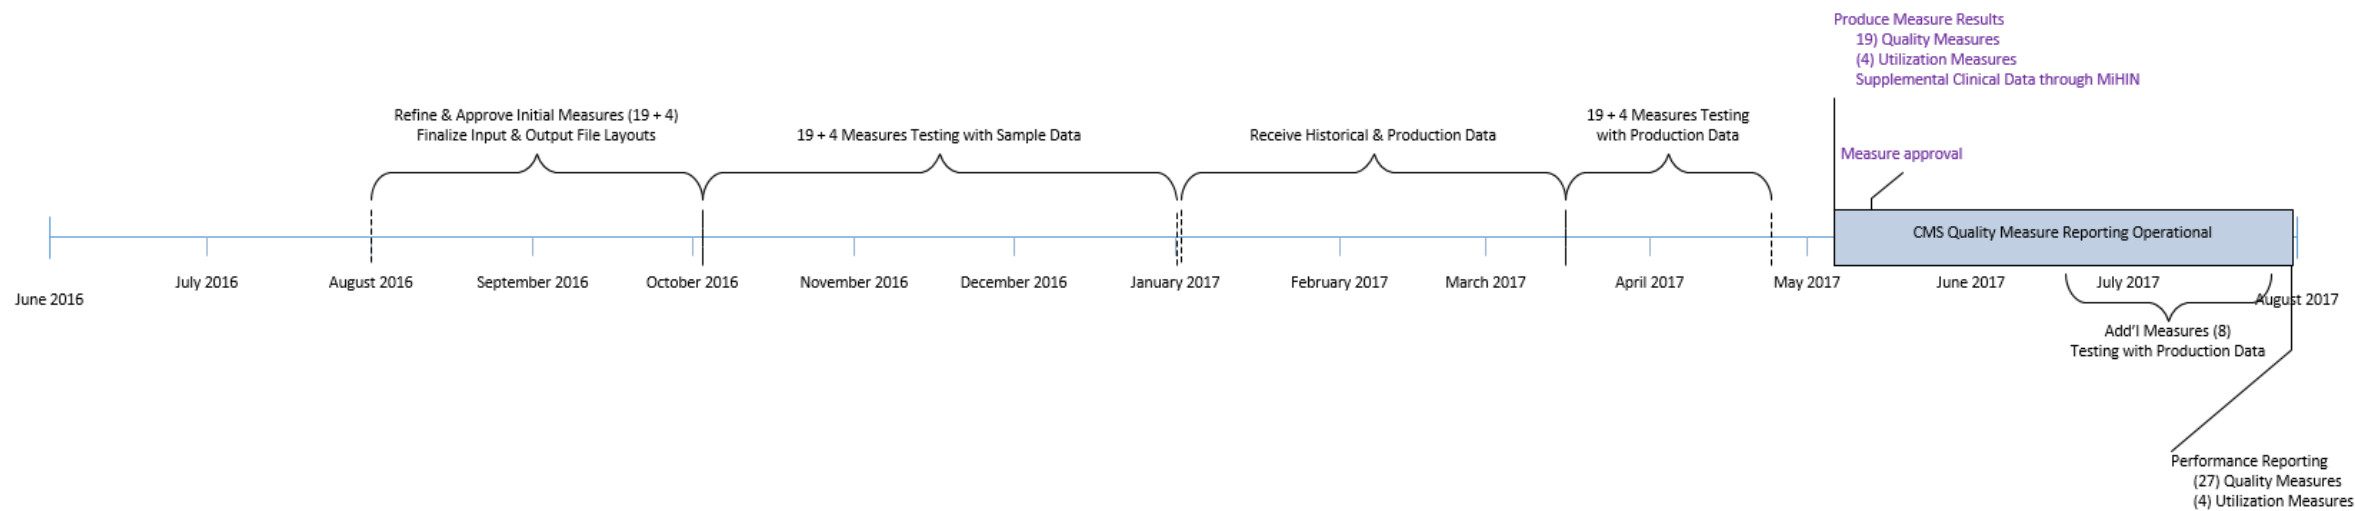 Produce Measure Results
19) Quality Measures
(4) Utilization Measures
Supplemental Clinical Data through MiHIN
Refine & Approve Initial Measures (19 + 4)
Finalize Input & Output File Layouts
19 + 4 Measures Testing with Sample Data
Receive Historical & Production Data
19 + 4 Measures Testing
with Production Data
Measure approval
CMS Quality Measure Reporting Operational
June 2016
July 2016
August 2016
September 2016
October 2016
November 2016
December 2016
January 2017
February 2017
March 2017
April 2017
May 2017
June 2017
July 2017
August 2017
Add'l Measures (8)
Testing with Production Data
Performance Reporting
(27) Quality Measures
(4) Utilization Measures